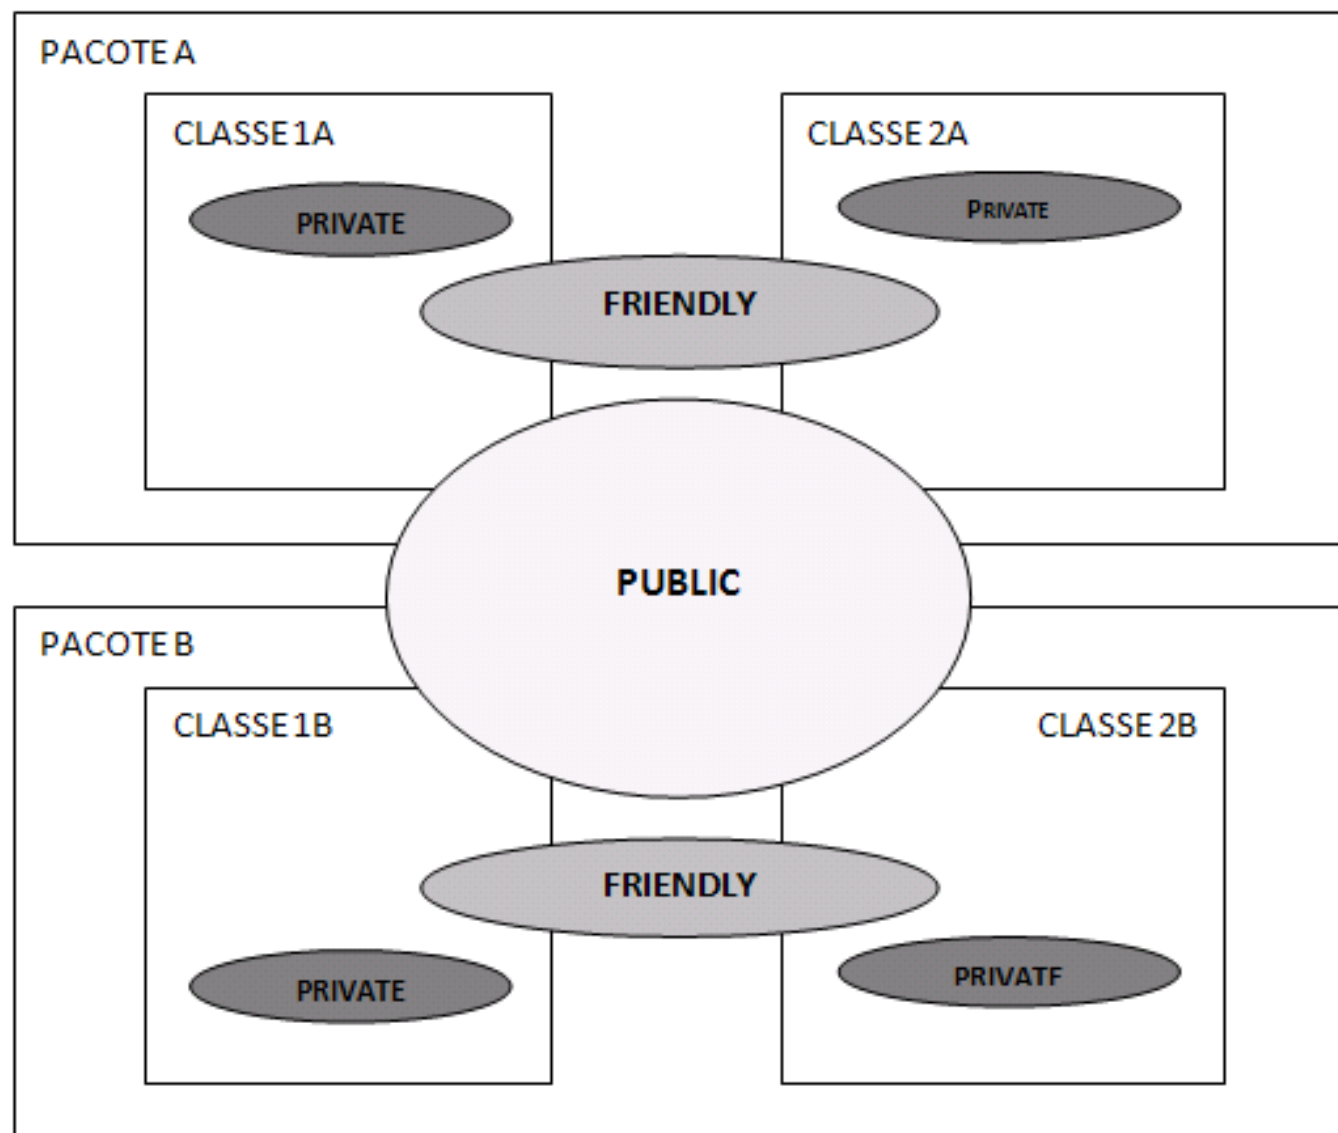 PACOTE A
CLASSE 1A
CLASSE 2A
PRIVATE
PRIVATE
FRIENDLY
PUBLIC
PACOTE B
CLASSE 1B
CLASSE 2B
FRIENDLY
PRIVATE
PRIVATF